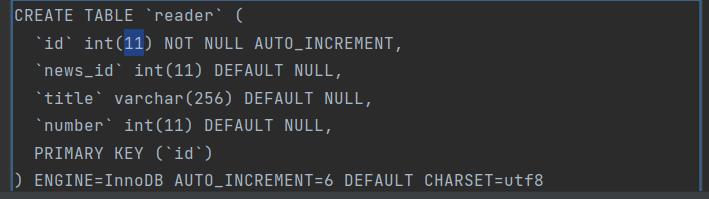 CREATE TABLE `reader` (
  `id` int(11) NOT NULL AUTO_INCREMENT,
  `news_id` int(11) DEFAULT NULL,
  `title` varchar(256) DEFAULT NULL,
  `number` int(11) DEFAULT NULL,
  PRIMARY KEY (`id`)
) ENGINE=InnoDB AUTO_INCREMENT=6 DEFAULT CHARSET=utf8